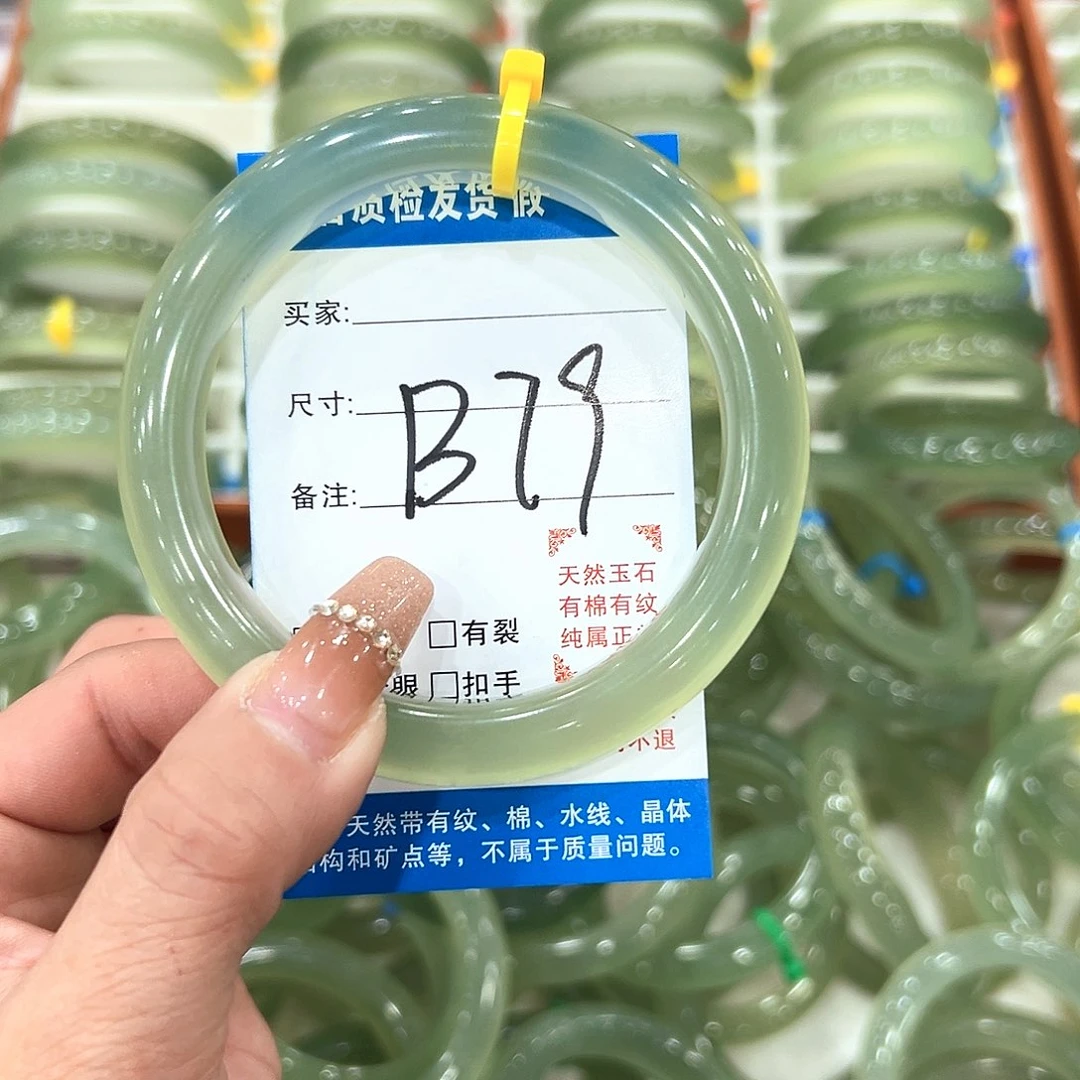 质检发货 假
买家:
尺寸:
备注:
B79
天然玉石
有棉有纹
纯属正
□有裂
□扣手
不退
天然带有纹、棉、水线、晶体
构和矿点等，不属于质量问题。